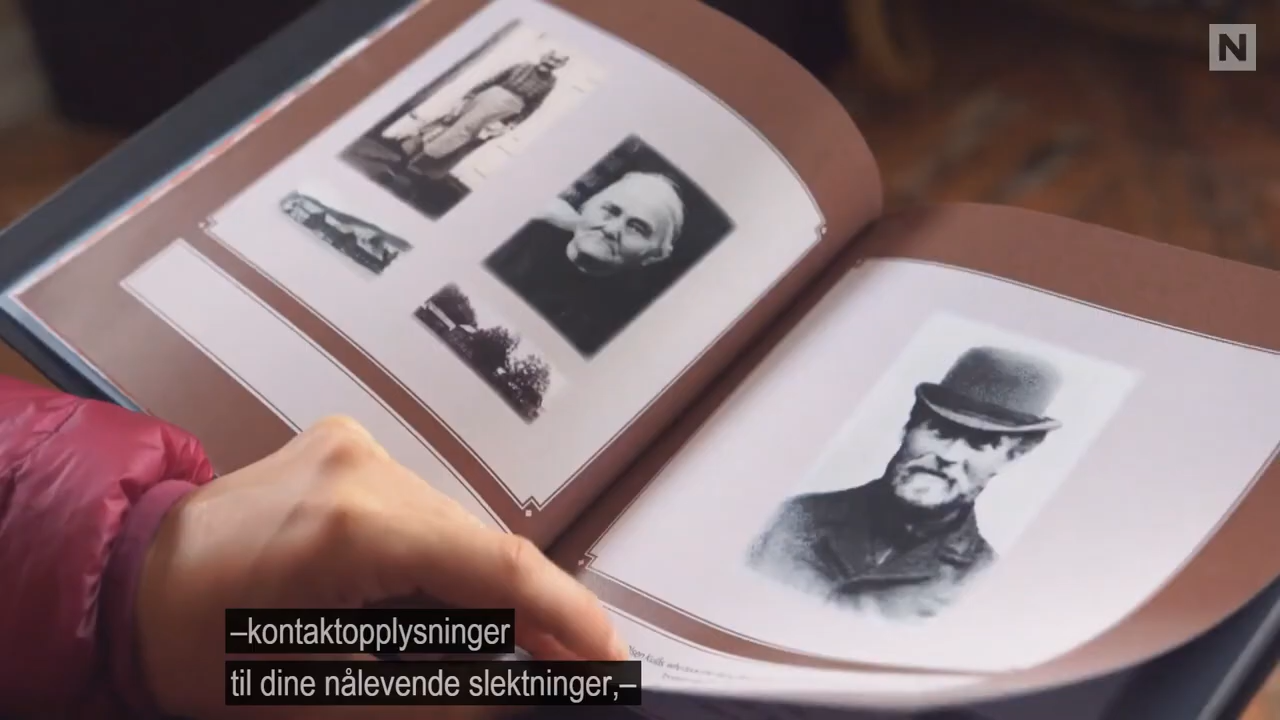 N
–kontaktopplysninger
til dine nålevende slektninger,–